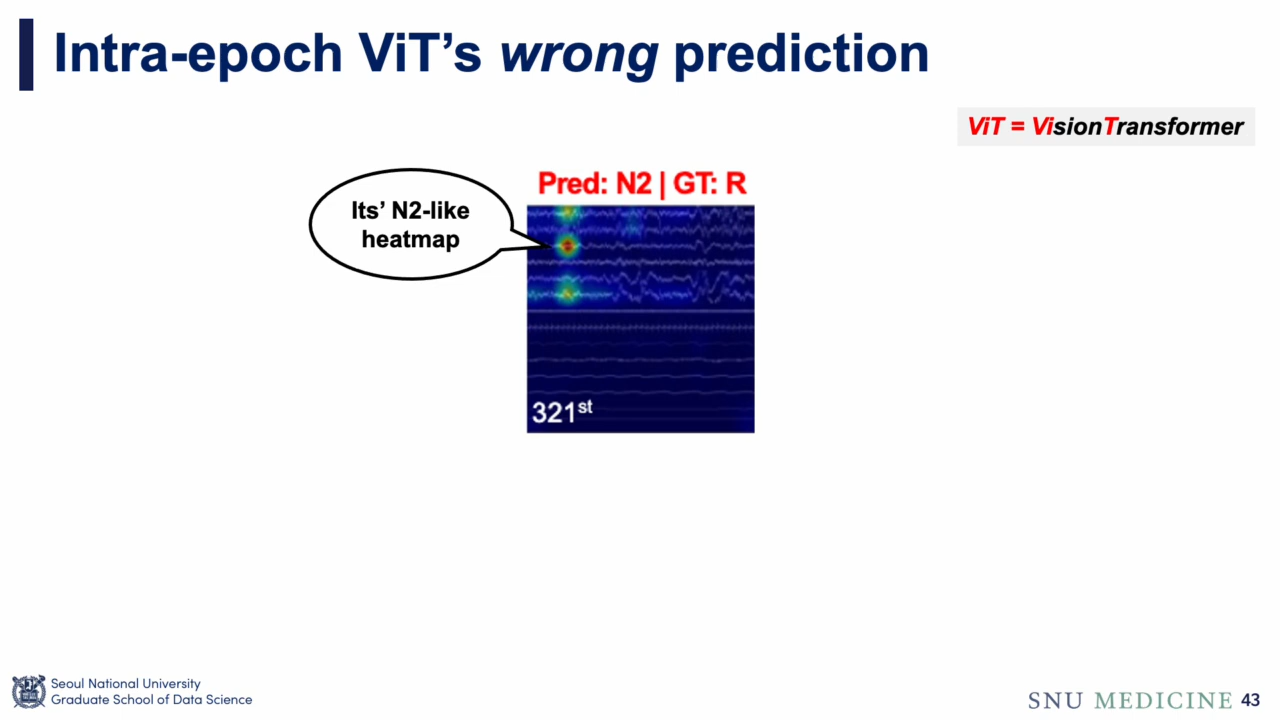 Intra-epoch ViT’s wrong prediction
ViT = VisionTransformer
Pred: N2 | GT: R
Its’ N2-like
heatmap
321st
Seoul National University
Graduate School of Data Science
SNU MEDICINE 43